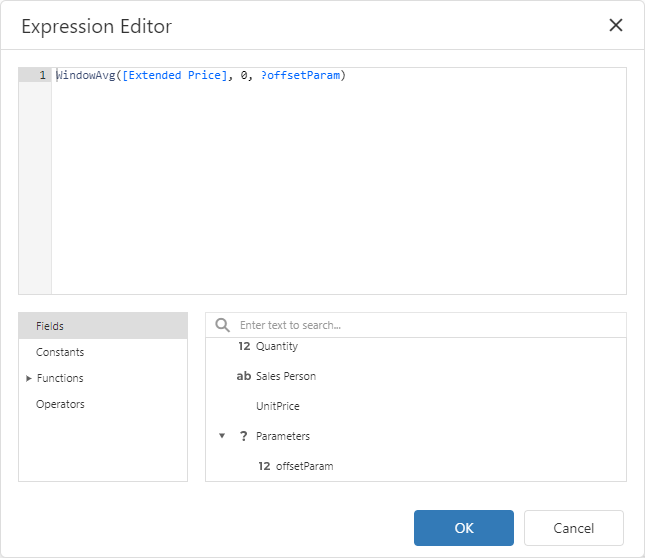 Expression Editor
1 WindowAvg([Extended Price], 0, ?offsetParam)
Fields
Constants
Functions
Operators
Enter text to search...
12 Quantity
ab Sales Person
UnitPrice
? Parameters
12 offsetParam
OK
Cancel